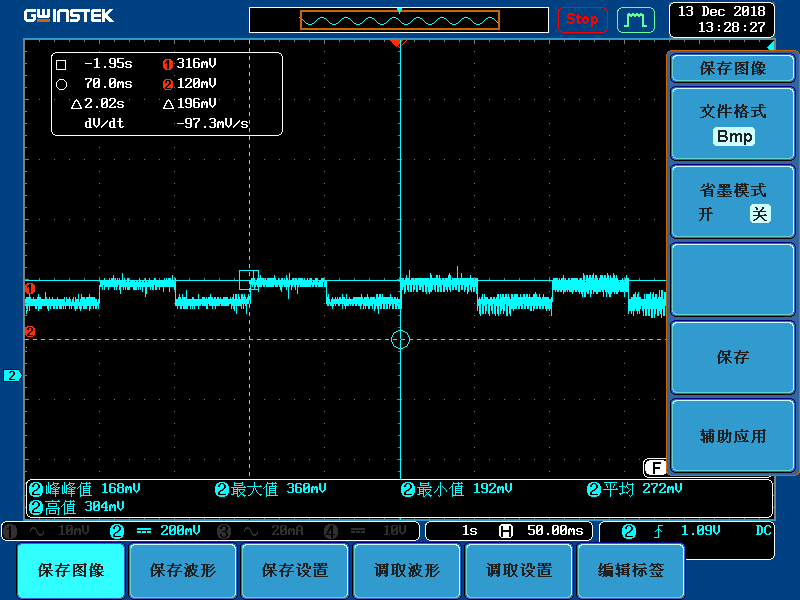 GWINSTEK
Stop
13 Dec 2018
13:28:27
-1.95s 1 316mV
70.0ms 2 120mV
△2.02s △196mV
dV/dt -97.3mV/s
保存图像
文件格式
Bmp
省墨模式
开 关
保存
辅助应用
1
2
2
F
2峰峰值 168mV 2最大值 360mV 2最小值 192mV 2平均 272mV
2高值 304mV
1 10mV 2 200mV 3 20mA 4 10V 1s H 50.00ms 2 1.09V DC
保存图像 保存波形 保存设置 调取波形 调取设置 编辑标签